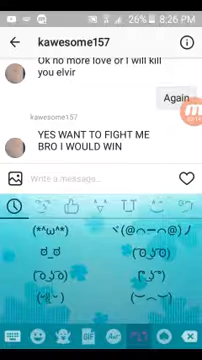 26% 8:26 PM
kawesome157
Ok no more love or I will kill
you elvir
Again
kawesome157
YES WANT TO FIGHT ME
BRO I WOULD WIN
Write a message...
GIF